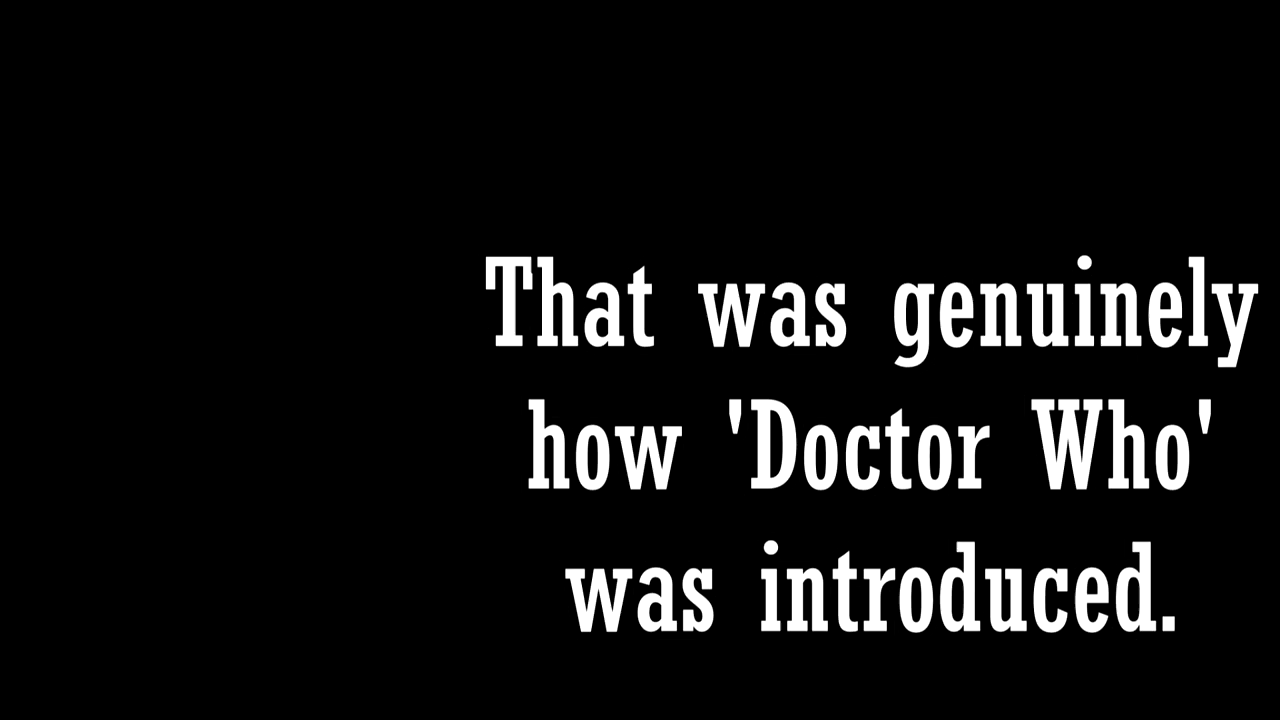 That was genuinely
how 'Doctor Who'
was introduced.